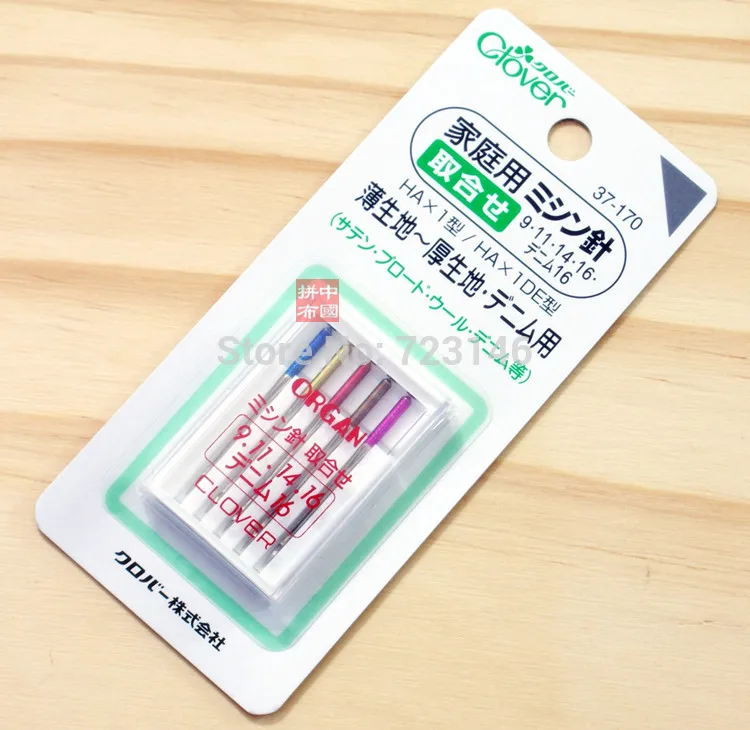 クロバー
Clover
37-170
家庭用ミシン針
取合せ
9・11・14・16・
デニム16
HA×1型/HA×1DE型
薄生地〜厚生地・デニム用
(サテン・ブロード・ウール・デニム等)
拼中
布國
Store No: 723146
ORGAN
ミシン針 取合せ
9・11・14・16
デニム16
CLOVER
クロバー株式会社